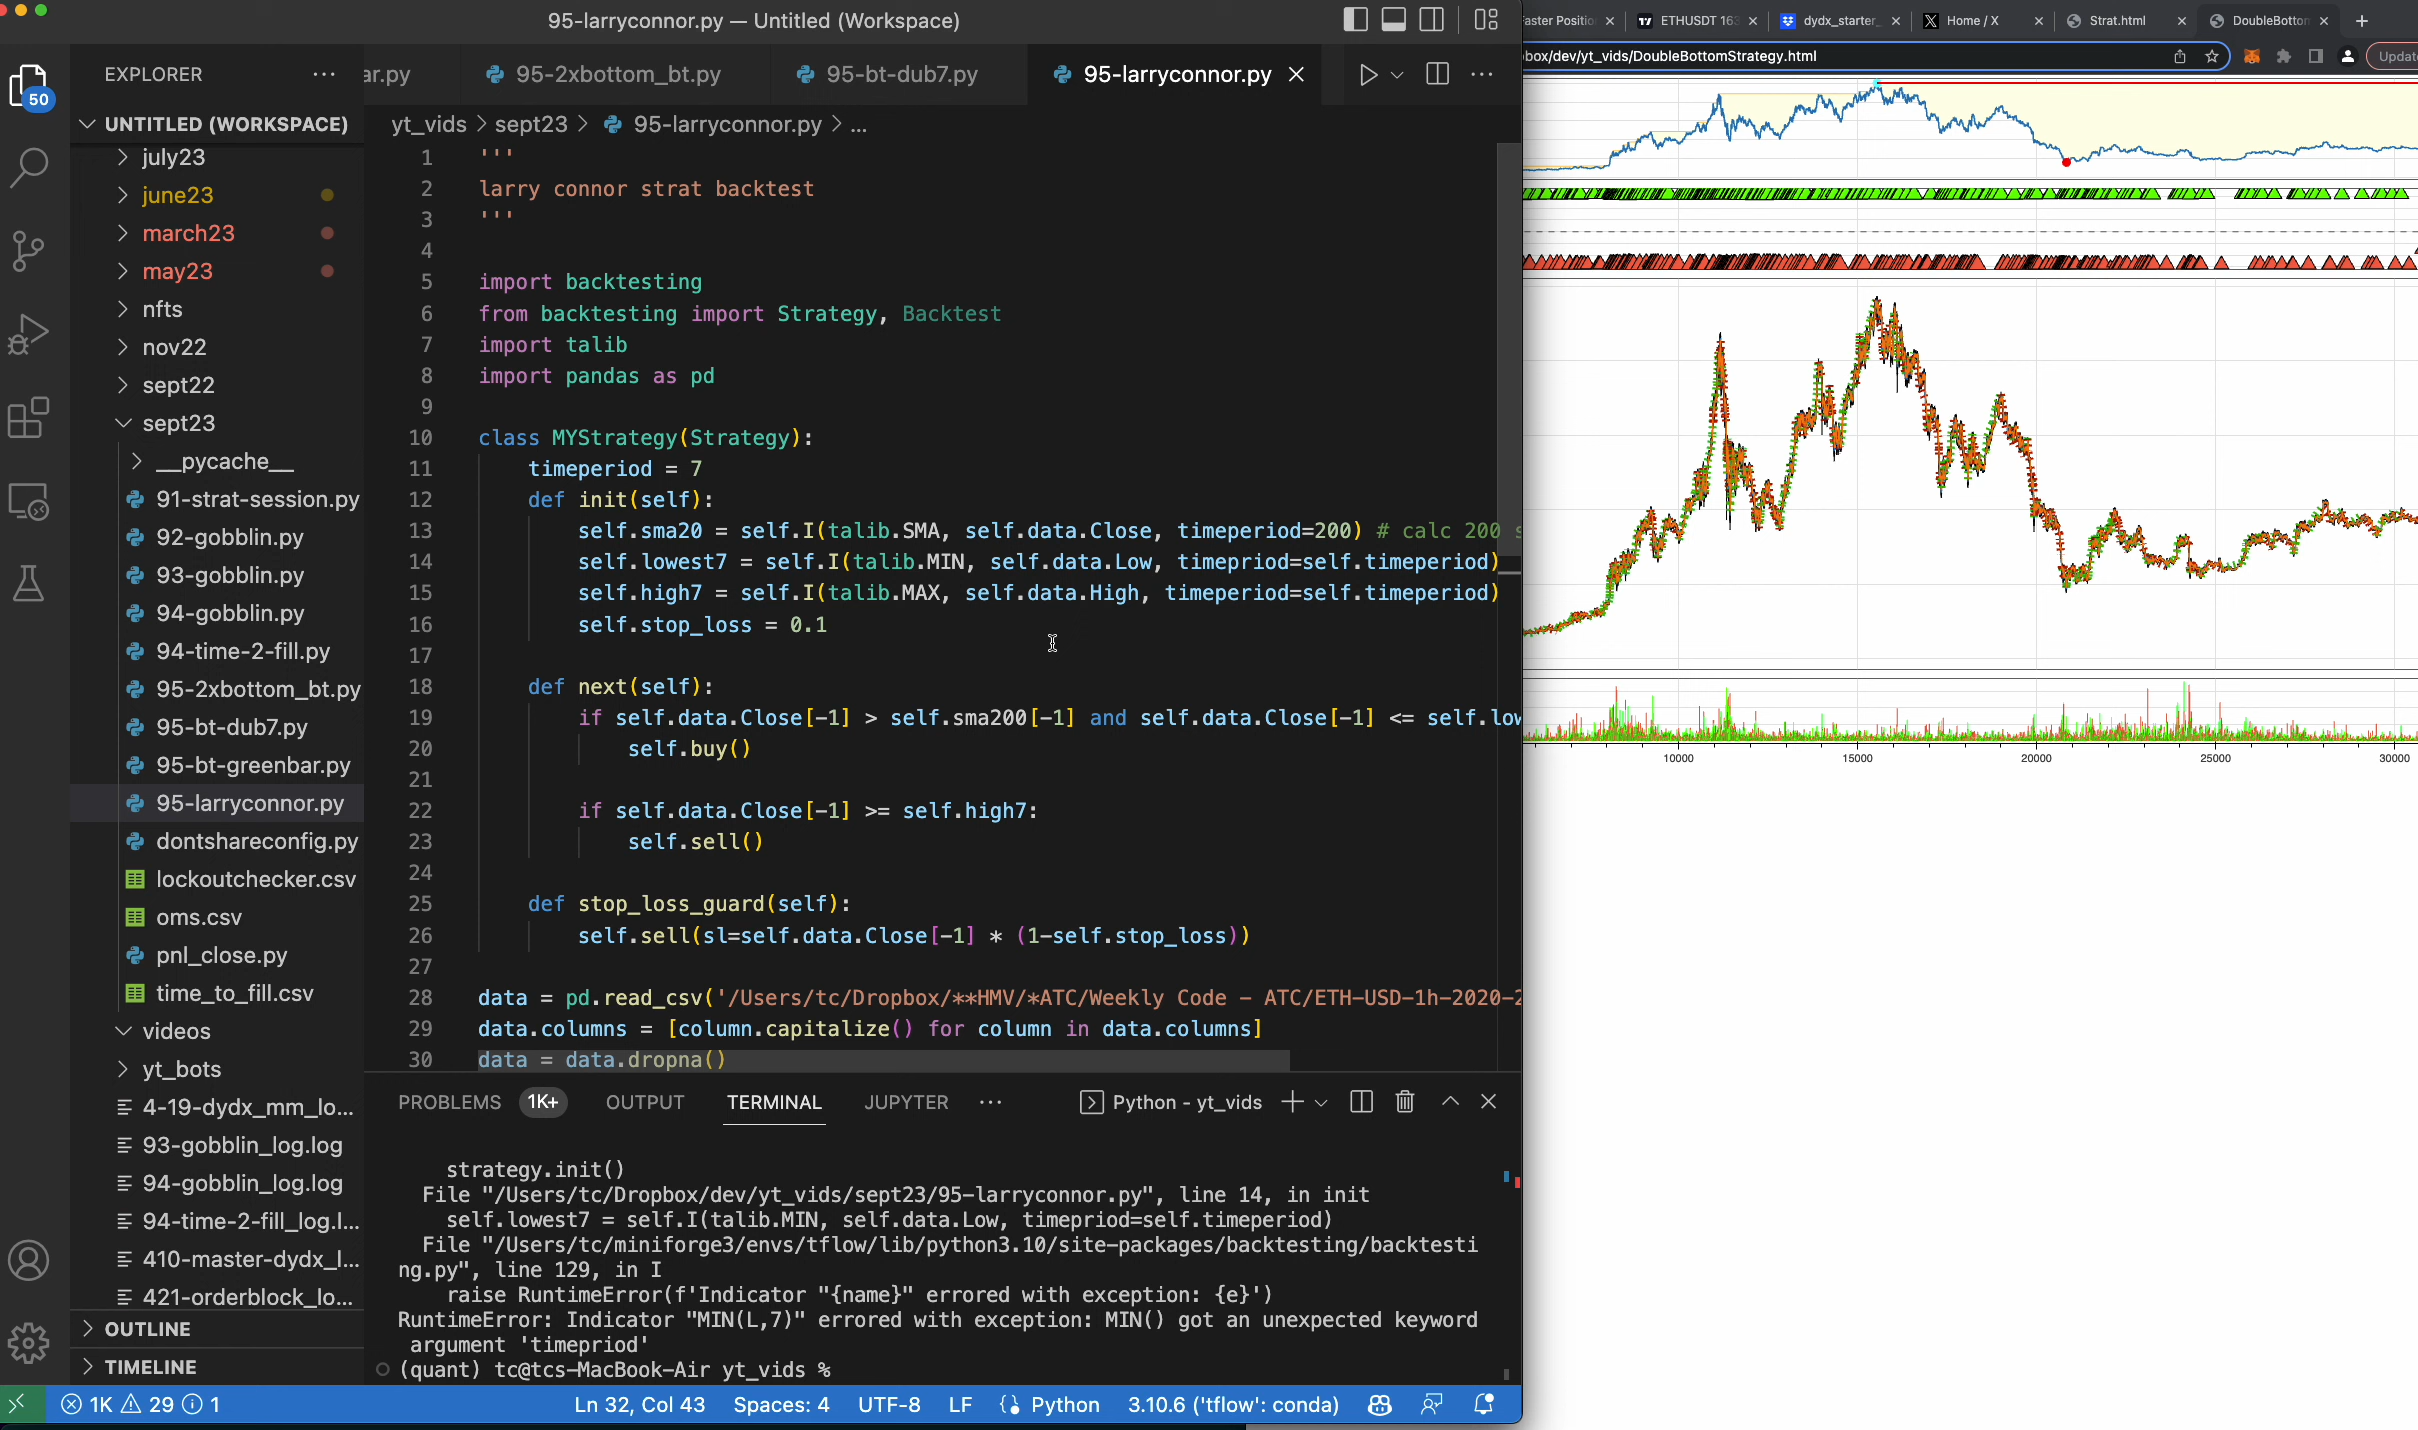 95-larryconnor.py — Untitled (Workspace)
50
EXPLORER
UNTITLED (WORKSPACE)
july23
june23
march23
may23
nfts
nov22
sept22
sept23
__pycache__
91-strat-session.py
92-gobblin.py
93-gobblin.py
94-gobblin.py
94-time-2-fill.py
95-2xbottom_bt.py
95-bt-dub7.py
95-bt-greenbar.py
95-larryconnor.py
dontshareconfig.py
lockoutchecker.csv
oms.csv
pnl_close.py
time_to_fill.csv
videos
yt_bots
4-19-dydx_mm_lo...
93-gobblin_log.log
94-gobblin_log.log
94-time-2-fill_log.l...
410-master-dydx_l...
421-orderblock_lo...
OUTLINE
TIMELINE
ar.py 95-2xbottom_bt.py 95-bt-dub7.py 95-larryconnor.py
yt_vids > sept23 > 95-larryconnor.py > ...
1 '''
2 larry connor strat backtest
3 '''
4
5 import backtesting
6 from backtesting import Strategy, Backtest
7 import talib
8 import pandas as pd
9
10 class MYStrategy(Strategy):
11 timeperiod = 7
12 def init(self):
13 self.sma20 = self.I(talib.SMA, self.data.Close, timeperiod=200) # calc 200 s
14 self.lowest7 = self.I(talib.MIN, self.data.Low, timepriod=self.timeperiod)
15 self.high7 = self.I(talib.MAX, self.data.High, timeperiod=self.timeperiod)
16 self.stop_loss = 0.1
17
18 def next(self):
19 if self.data.Close[-1] > self.sma200[-1] and self.data.Close[-1] <= self.low
20 self.buy()
21
22 if self.data.Close[-1] >= self.high7:
23 self.sell()
24
25 def stop_loss_guard(self):
26 self.sell(sl=self.data.Close[-1] * (1-self.stop_loss))
27
28 data = pd.read_csv('/Users/tc/Dropbox/**HMV/*ATC/Weekly Code - ATC/ETH-USD-1h-2020-2
29 data.columns = [column.capitalize() for column in data.columns]
30 data = data.dropna()
PROBLEMS 1K+ OUTPUT TERMINAL JUPYTER Python - yt_vids
strategy.init()
File "/Users/tc/Dropbox/dev/yt_vids/sept23/95-larryconnor.py", line 14, in init
self.lowest7 = self.I(talib.MIN, self.data.Low, timepriod=self.timeperiod)
File "/Users/tc/miniforge3/envs/tflow/lib/python3.10/site-packages/backtesting/backtesti
ng.py", line 129, in I
raise RuntimeError(f'Indicator "{name}" errored with exception: {e}')
RuntimeError: Indicator "MIN(L,7)" errored with exception: MIN() got an unexpected keyword
argument 'timepriod'
(quant) tc@tcs-MacBook-Air yt_vids %
1K 29 1 Ln 32, Col 43 Spaces: 4 UTF-8 LF Python 3.10.6 ('tflow': conda)
Faster Positio ETHUSDT 163 dydx_starter_ Home / X Strat.html DoubleBottom
box/dev/yt_vids/DoubleBottomStrategy.html Update
10000 15000 20000 25000 30000